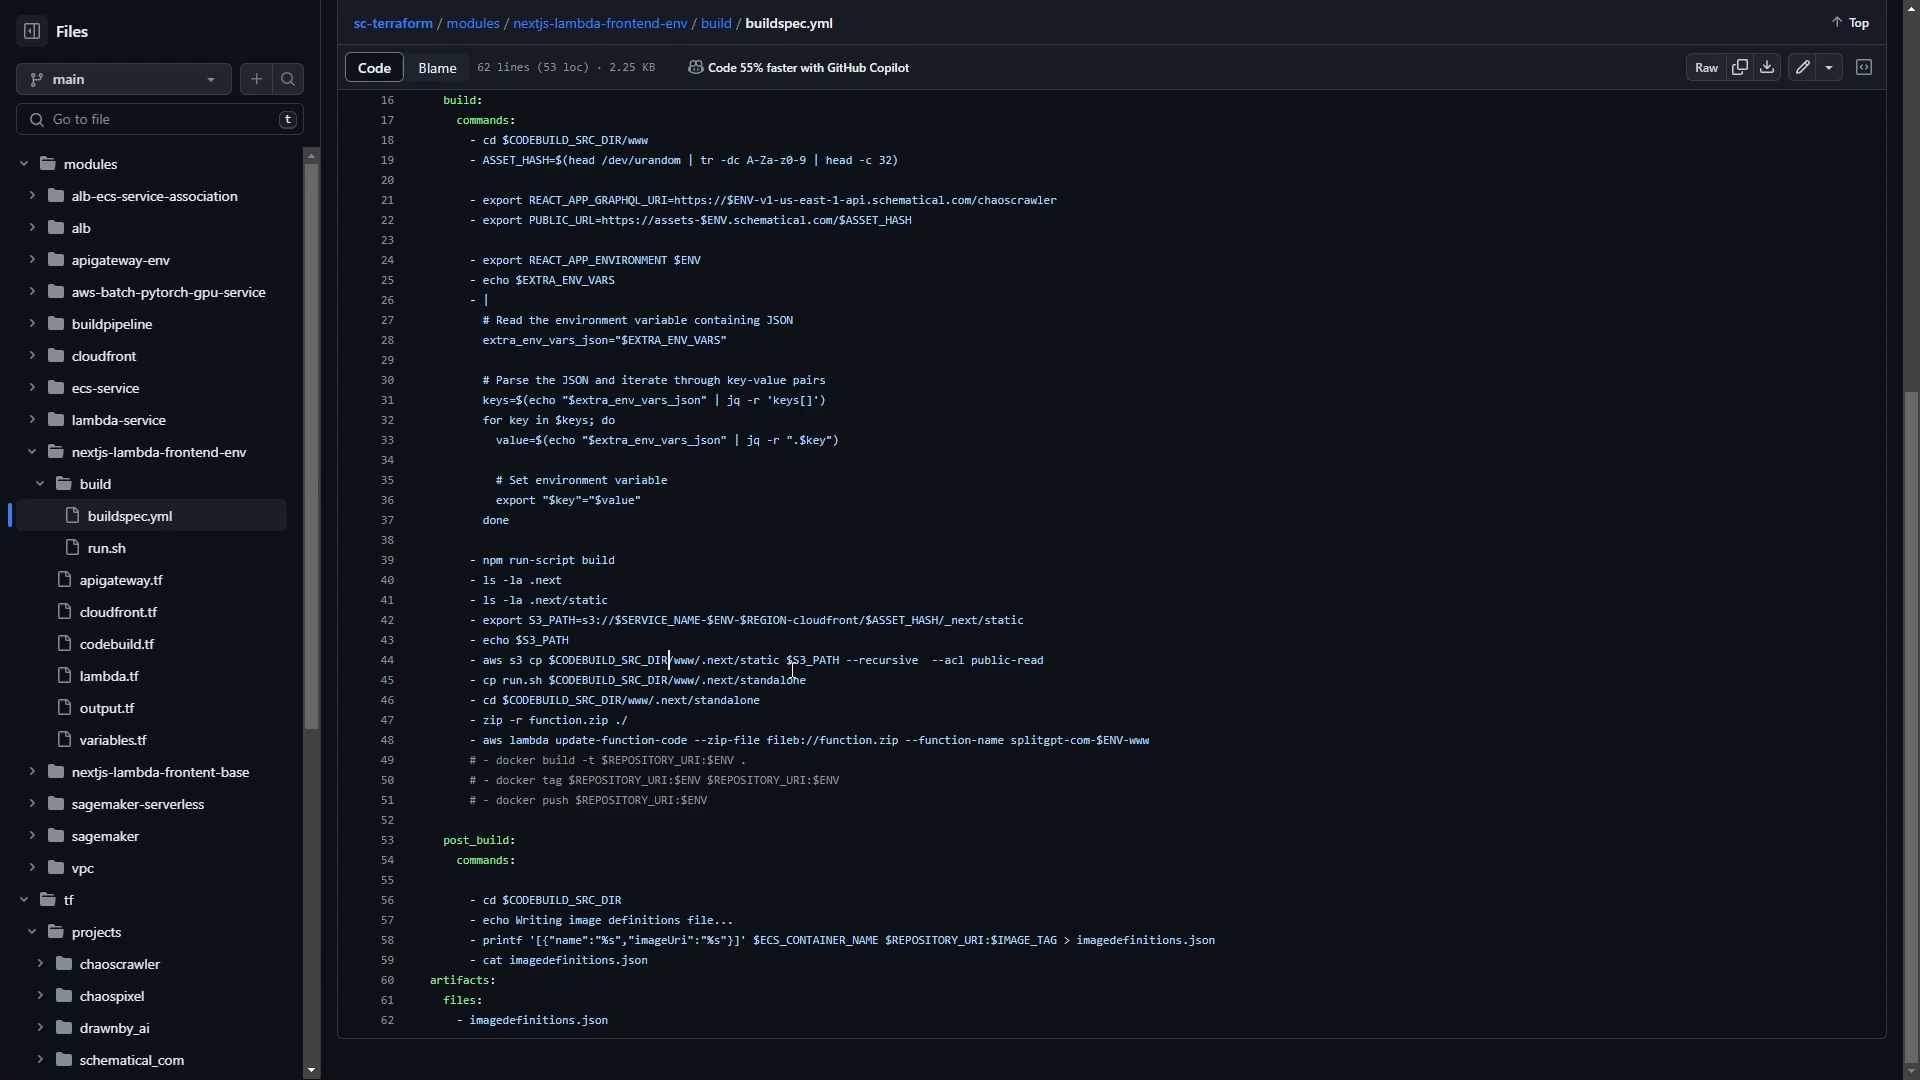 Files
main
Go to file
t
modules
alb-ecs-service-association
alb
apigateway-env
aws-batch-pytorch-gpu-service
buildpipeline
cloudfront
ecs-service
lambda-service
nextjs-lambda-frontend-env
build
buildspec.yml
run.sh
apigateway.tf
cloudfront.tf
codebuild.tf
lambda.tf
output.tf
variables.tf
nextjs-lambda-frontent-base
sagemaker-serverless
sagemaker
vpc
tf
projects
chaoscrawler
chaospixel
drawnby_ai
schematical_com
sc-terraform / modules / nextjs-lambda-frontend-env / build / buildspec.yml
Top
Code Blame 62 lines (53 loc) · 2.25 KB Code 55% faster with GitHub Copilot
Raw
16 build:
17 commands:
18 - cd $CODEBUILD_SRC_DIR/www
19 - ASSET_HASH=$(head /dev/urandom | tr -dc A-Za-z0-9 | head -c 32)
20
21 - export REACT_APP_GRAPHQL_URI=https://$ENV-v1-us-east-1-api.schematical.com/chaoscrawler
22 - export PUBLIC_URL=https://assets-$ENV.schematical.com/$ASSET_HASH
23
24 - export REACT_APP_ENVIRONMENT $ENV
25 - echo $EXTRA_ENV_VARS
26 - |
27 # Read the environment variable containing JSON
28 extra_env_vars_json="$EXTRA_ENV_VARS"
29
30 # Parse the JSON and iterate through key-value pairs
31 keys=$(echo "$extra_env_vars_json" | jq -r 'keys[]')
32 for key in $keys; do
33 value=$(echo "$extra_env_vars_json" | jq -r ".$key")
34
35 # Set environment variable
36 export "$key"="$value"
37 done
38
39 - npm run-script build
40 - ls -la .next
41 - ls -la .next/static
42 - export S3_PATH=s3://$SERVICE_NAME-$ENV-$REGION-cloudfront/$ASSET_HASH/_next/static
43 - echo $S3_PATH
44 - aws s3 cp $CODEBUILD_SRC_DIR/www/.next/static $S3_PATH --recursive --acl public-read
45 - cp run.sh $CODEBUILD_SRC_DIR/www/.next/standalone
46 - cd $CODEBUILD_SRC_DIR/www/.next/standalone
47 - zip -r function.zip ./
48 - aws lambda update-function-code --zip-file fileb://function.zip --function-name splitgpt-com-$ENV-www
49 # - docker build -t $REPOSITORY_URI:$ENV .
50 # - docker tag $REPOSITORY_URI:$ENV $REPOSITORY_URI:$ENV
51 # - docker push $REPOSITORY_URI:$ENV
52
53 post_build:
54 commands:
55
56 - cd $CODEBUILD_SRC_DIR
57 - echo Writing image definitions file...
58 - printf '[{"name":"%s","imageUri":"%s"}]' $ECS_CONTAINER_NAME $REPOSITORY_URI:$IMAGE_TAG > imagedefinitions.json
59 - cat imagedefinitions.json
60 artifacts:
61 files:
62 - imagedefinitions.json